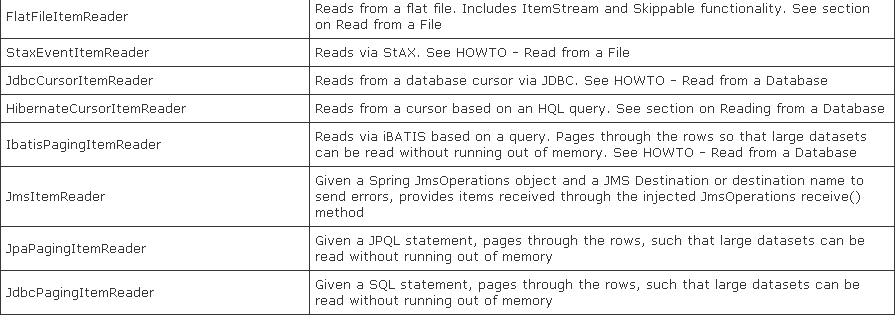 FlatFileItemReader
Reads from a flat file. Includes ItemStream and Skippable functionality. See section
on Read from a File
StaxEventItemReader
Reads via StAX. See HOWTO - Read from a File
JdbcCursorItemReader
Reads from a database cursor via JDBC. See HOWTO - Read from a Database
HibernateCursorItemReader
Reads from a cursor based on an HQL query. See section on Reading from a Database
IbatisPagingItemReader
Reads via iBATIS based on a query. Pages through the rows so that large datasets
can be read without running out of memory. See HOWTO - Read from a Database
JmsItemReader
Given a Spring JmsOperations object and a JMS Destination or destination name to
send errors, provides items received through the injected JmsOperations receive()
method
JpaPagingItemReader
Given a JPQL statement, pages through the rows, such that large datasets can be
read without running out of memory
JdbcPagingItemReader
Given a SQL statement, pages through the rows, such that large datasets can be
read without running out of memory